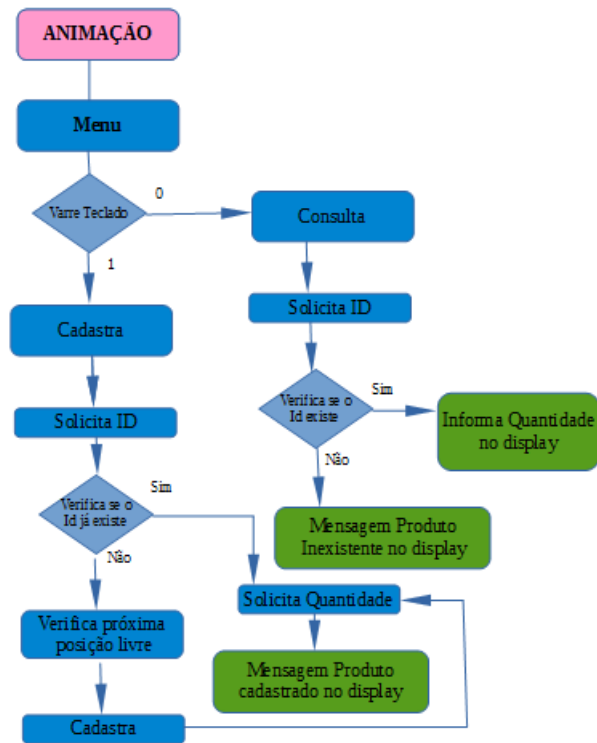 ANIMAÇÃO
Menu
Varre Teclado
0
1
Consulta
Solicita ID
Verifica se o
Id existe
Sim
Informa Quantidade
no display
Não
Mensagem Produto
Inexistente no display
Cadastra
Solicita ID
Verifica se o
Id já existe
Sim
Não
Solicita Quantidade
Verifica próxima
posição livre
Mensagem Produto
cadastrado no display
Cadastra